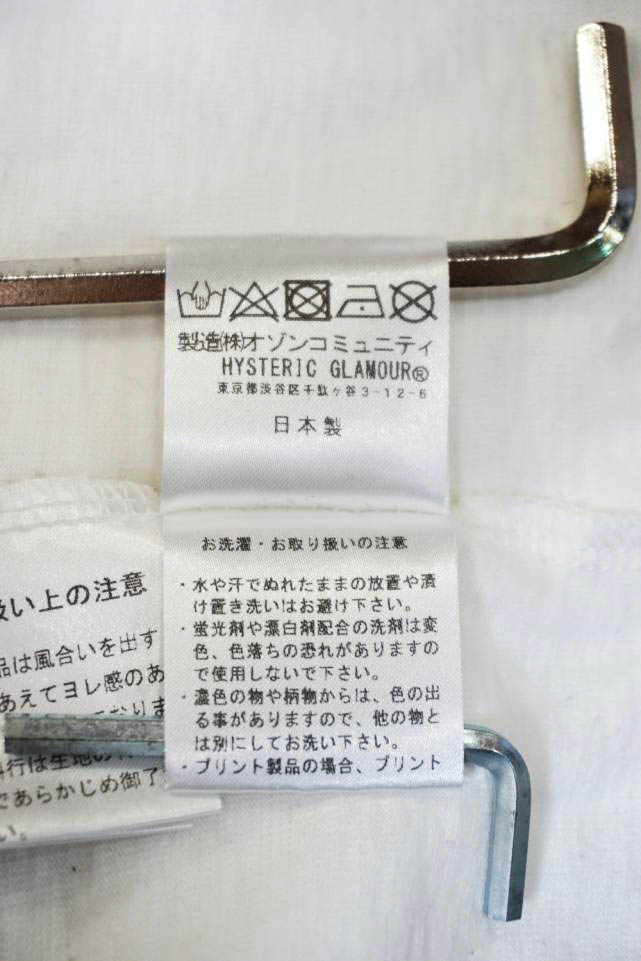 製造(株)オゾンコミュニティ
HYSTERIC GLAMOUR®
東京都渋谷区千駄ヶ谷3-12-6
日本製
お洗濯・お取り扱いの注意
・水や汗でぬれたままの放置や漬
け置き洗いはお避け下さい。
・蛍光剤や漂白剤配合の洗剤は変
色、色落ちの恐れがありますの
で使用しないで下さい。
・濃色の物や柄物からは、色の出
る事がありますので、他の物と
は別にしてお洗い下さい。
・プリント製品の場合、プリント
扱い上の注意
品は風合いを出す
あえてヨレ感のあ
であらかじめ御了
い。